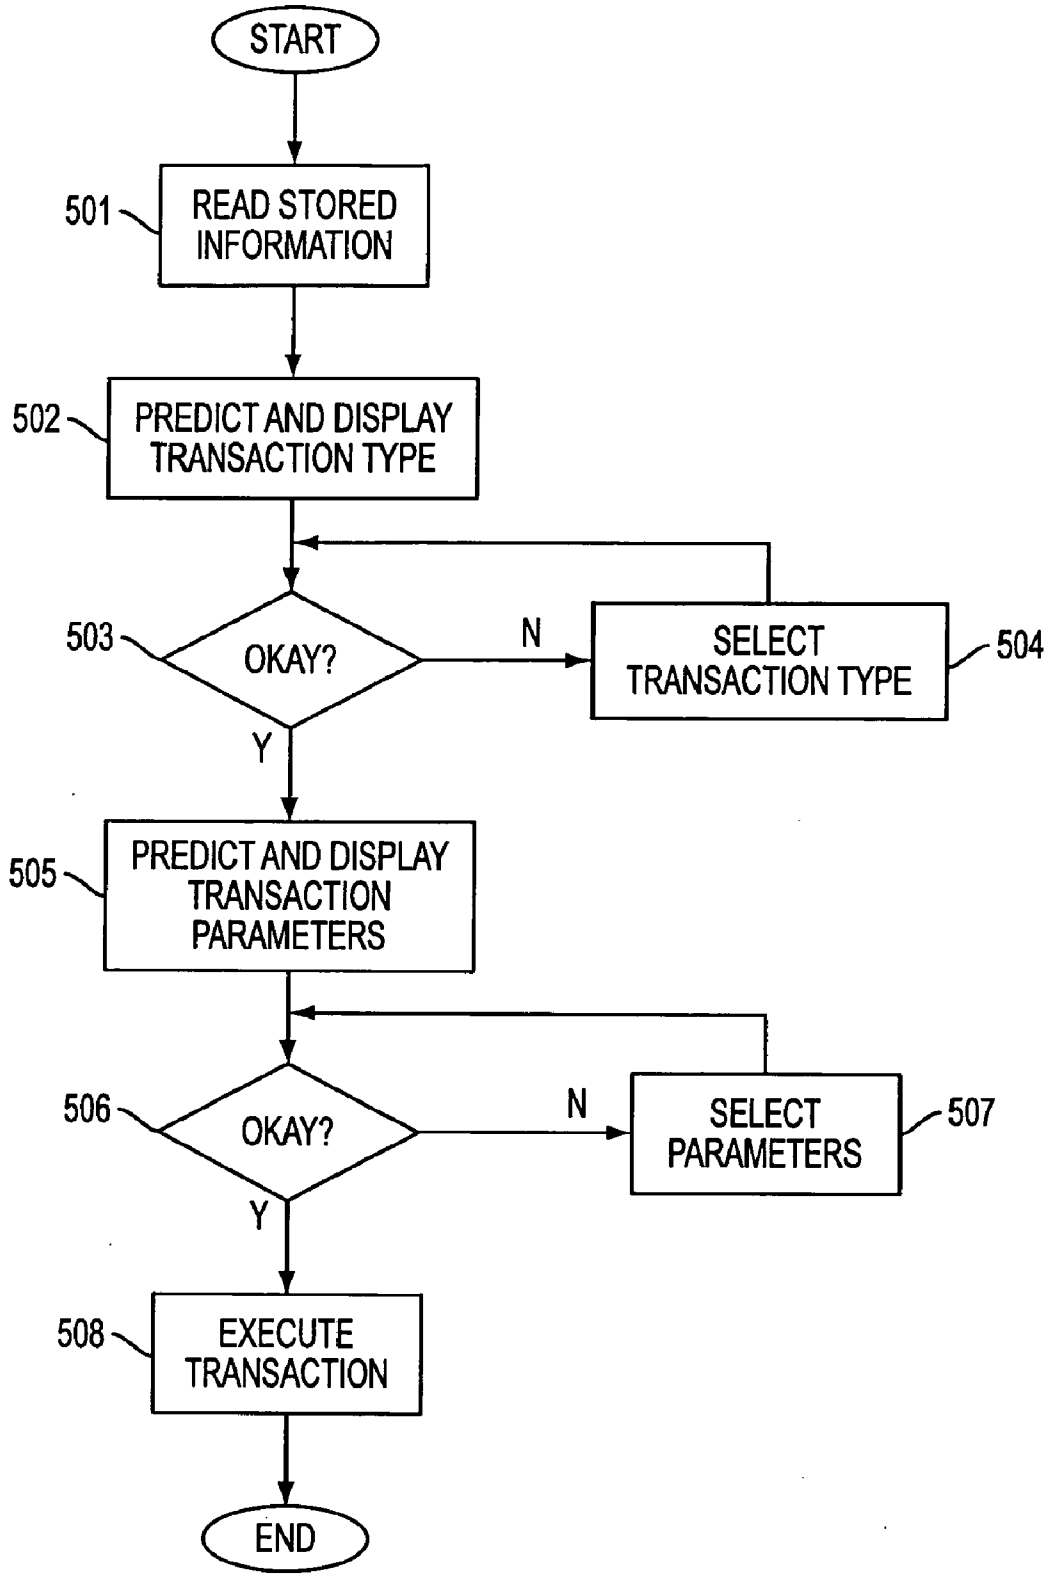 START
501
READ STORED
INFORMATION
502
PREDICT AND DISPLAY
TRANSACTION TYPE
503
OKAY?
N
SELECT
TRANSACTION TYPE
504
Y
505
PREDICT AND DISPLAY
TRANSACTION
PARAMETERS
506
OKAY?
N
SELECT
PARAMETERS
507
Y
508
EXECUTE
TRANSACTION
END